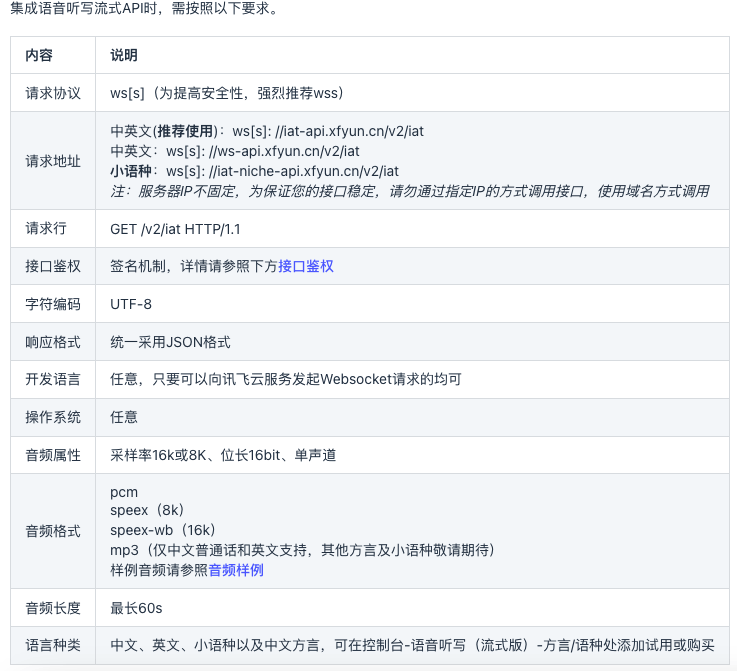 集成语音听写流式API时，需按照以下要求。
内容 说明
请求协议 ws[s]（为提高安全性，强烈推荐wss）
请求地址
中英文(推荐使用)：ws[s]: //iat-api.xfyun.cn/v2/iat
中英文：ws[s]: //ws-api.xfyun.cn/v2/iat
小语种：ws[s]: //iat-niche-api.xfyun.cn/v2/iat
注：服务器IP不固定，为保证您的接口稳定，请勿通过指定IP的方式调用接口，使用域名方式调用
请求行 GET /v2/iat HTTP/1.1
接口鉴权 签名机制，详情请参照下方接口鉴权
字符编码 UTF-8
响应格式 统一采用JSON格式
开发语言 任意，只要可以向讯飞云服务发起Websocket请求的均可
操作系统 任意
音频属性 采样率16k或8K、位长16bit、单声道
音频格式
pcm
speex（8k）
speex-wb（16k）
mp3（仅中文普通话和英文支持，其他方言及小语种敬请期待）
样例音频请参照音频样例
音频长度 最长60s
语言种类 中文、英文、小语种以及中文方言，可在控制台-语音听写（流式版）-方言/语种处添加试用或购买